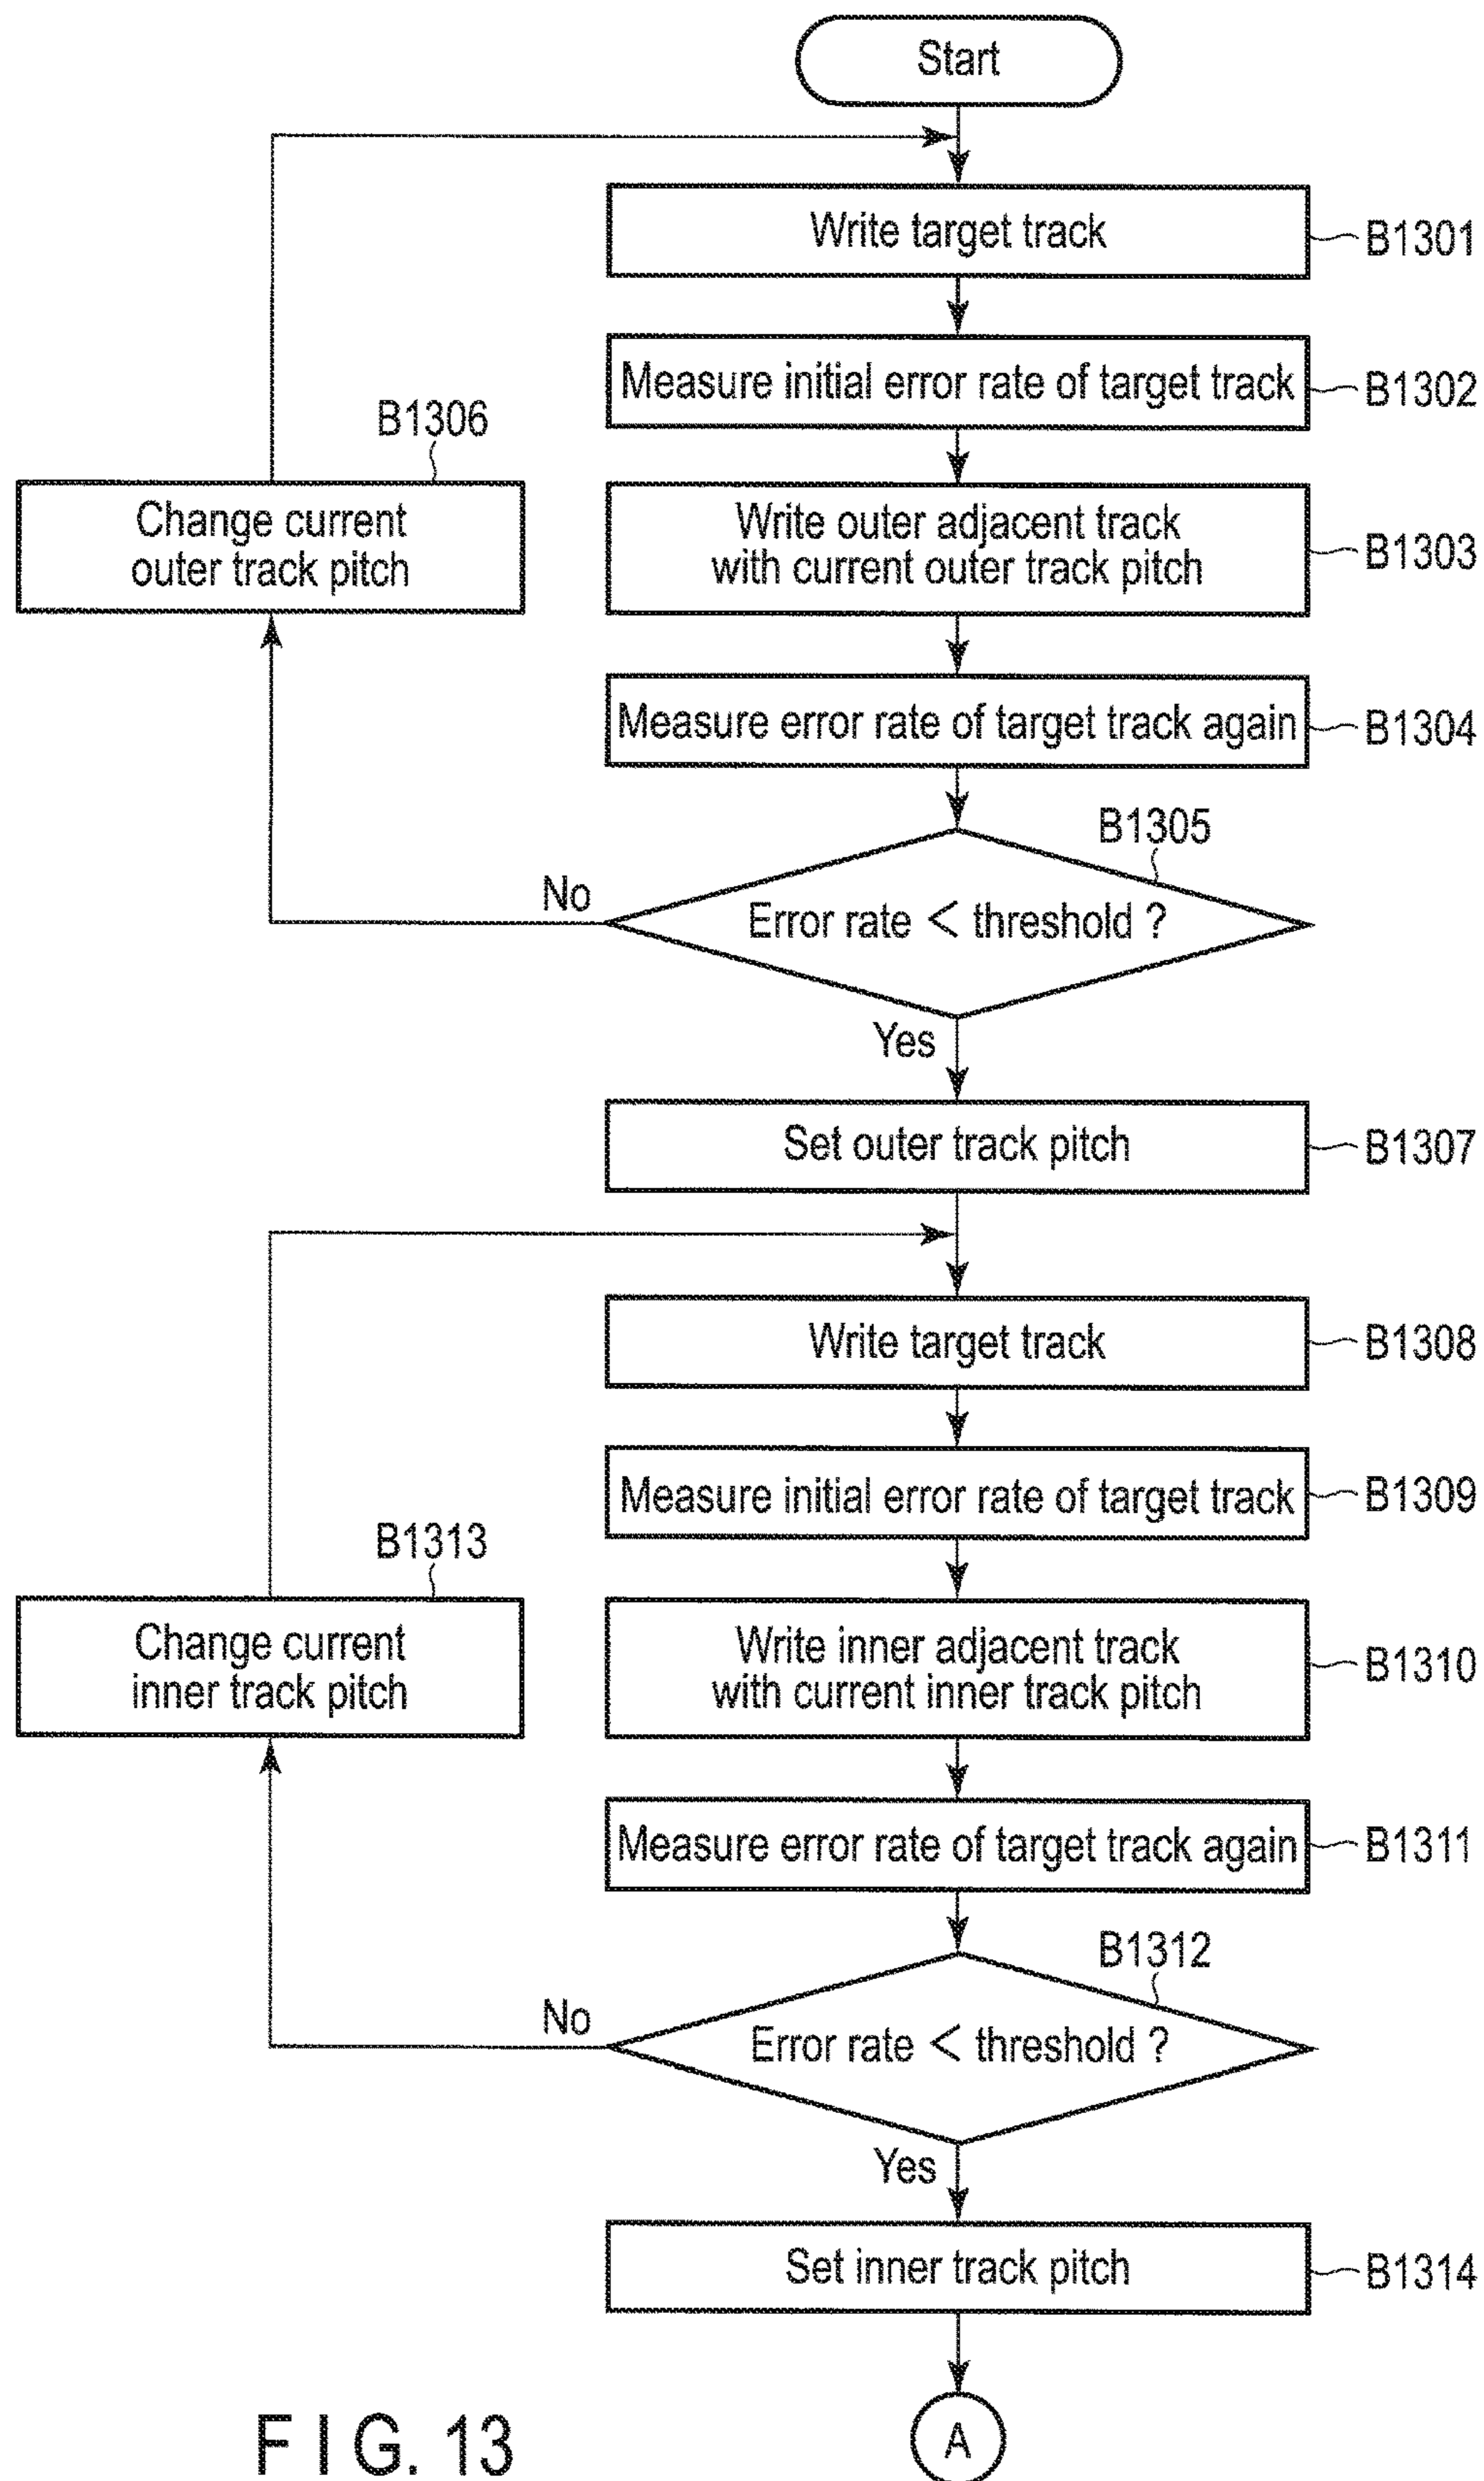 Start
Write target track
B1301
Measure initial error rate of target track
B1302
B1306
Change current
outer track pitch
Write outer adjacent track
with current outer track pitch
B1303
Measure error rate of target track again
B1304
B1305
No
Error rate < threshold ?
Yes
Set outer track pitch
B1307
Write target track
B1308
Measure initial error rate of target track
B1309
B1313
Change current
inner track pitch
Write inner adjacent track
with current inner track pitch
B1310
Measure error rate of target track again
B1311
B1312
No
Error rate < threshold ?
Yes
Set inner track pitch
B1314
A
FIG. 13